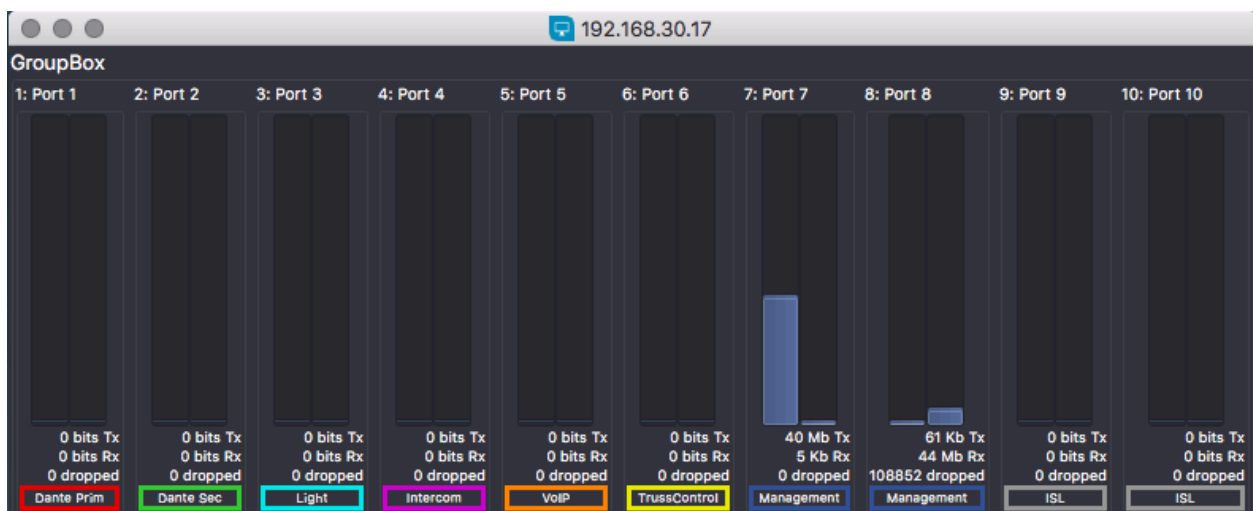 192.168.30.17
GroupBox
1: Port 1 2: Port 2 3: Port 3 4: Port 4 5: Port 5 6: Port 6 7: Port 7 8: Port 8 9: Port 9 10: Port 10
0 bits Tx 0 bits Tx 0 bits Tx 0 bits Tx 0 bits Tx 0 bits Tx 40 Mb Tx 61 Kb Tx 0 bits Tx 0 bits Tx
0 bits Rx 0 bits Rx 0 bits Rx 0 bits Rx 0 bits Rx 0 bits Rx 5 Kb Rx 44 Mb Rx 0 bits Rx 0 bits Rx
0 dropped 0 dropped 0 dropped 0 dropped 0 dropped 0 dropped 0 dropped 108852 dropped 0 dropped 0 dropped
Dante Prim Dante Sec Light Intercom VoIP TrussControl Management Management ISL ISL